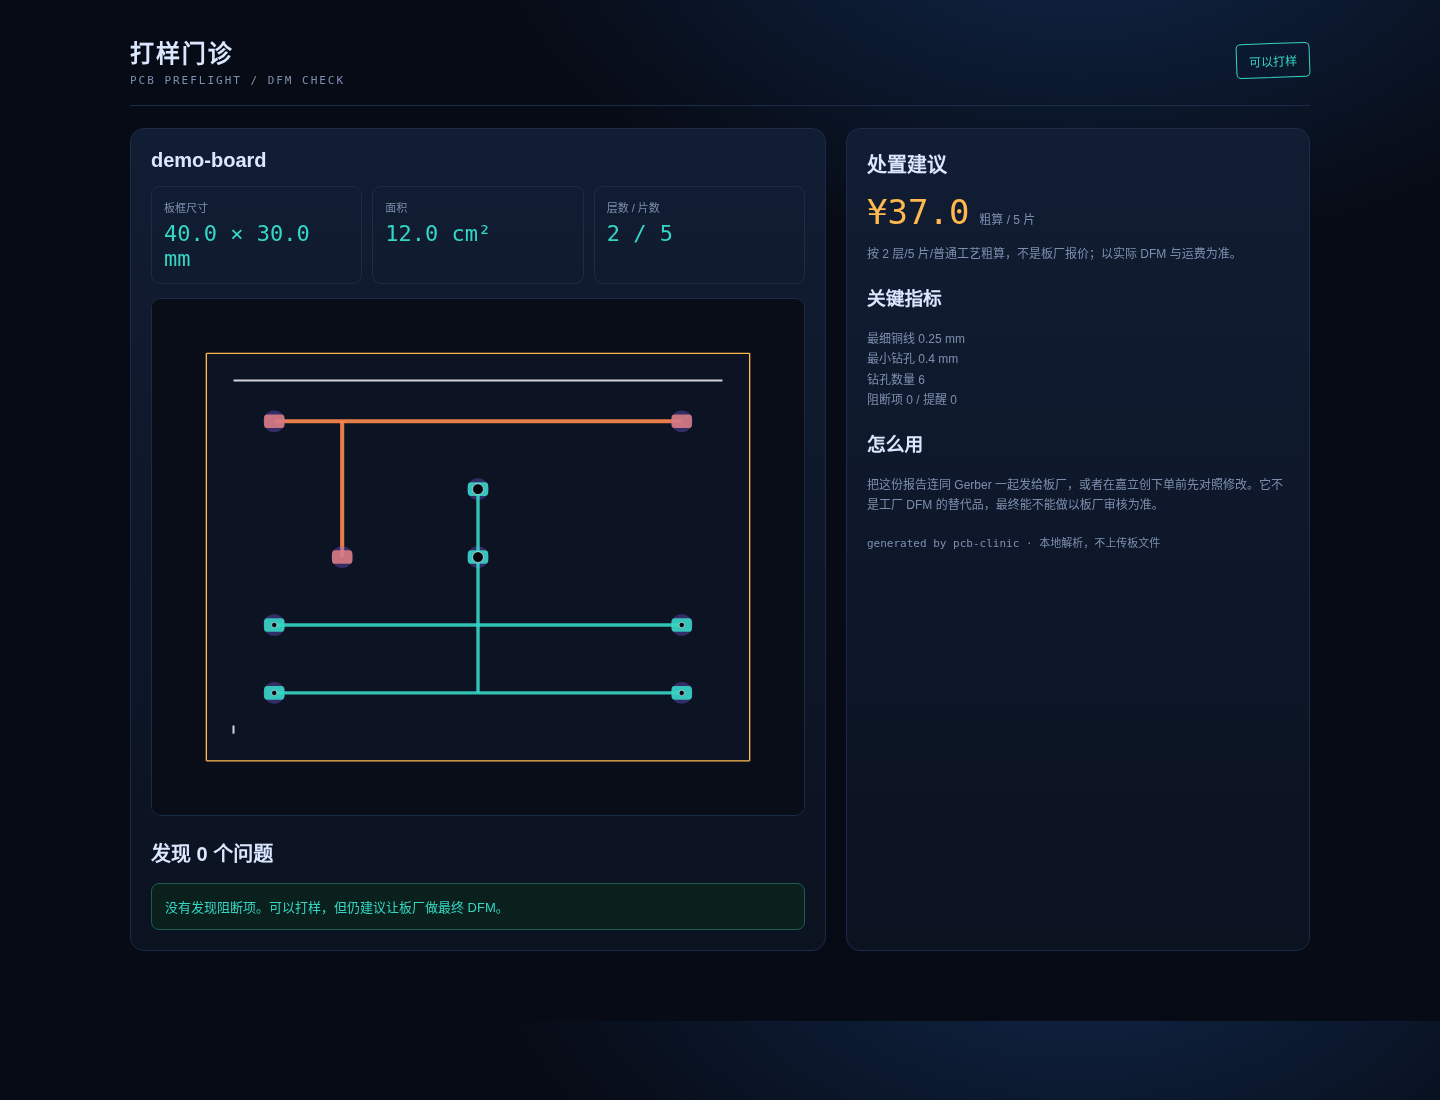 打样门诊
PCB PREFLIGHT / DFM CHECK
可以打样
demo-board
板框尺寸
40.0 × 30.0
mm
面积
12.0 cm²
层数 / 片数
2 / 5
发现 0 个问题
没有发现阻断项。可以打样，但仍建议让板厂做最终 DFM。
处置建议
¥37.0 粗算 / 5 片
按 2 层/5 片/普通工艺粗算，不是板厂报价；以实际 DFM 与运费为准。
关键指标
最细铜线 0.25 mm
最小钻孔 0.4 mm
钻孔数量 6
阻断项 0 / 提醒 0
怎么用
把这份报告连同 Gerber 一起发给板厂，或者在嘉立创下单前先对照修改。它不
是工厂 DFM 的替代品，最终能不能做以板厂审核为准。
generated by pcb-clinic · 本地解析，不上传板文件